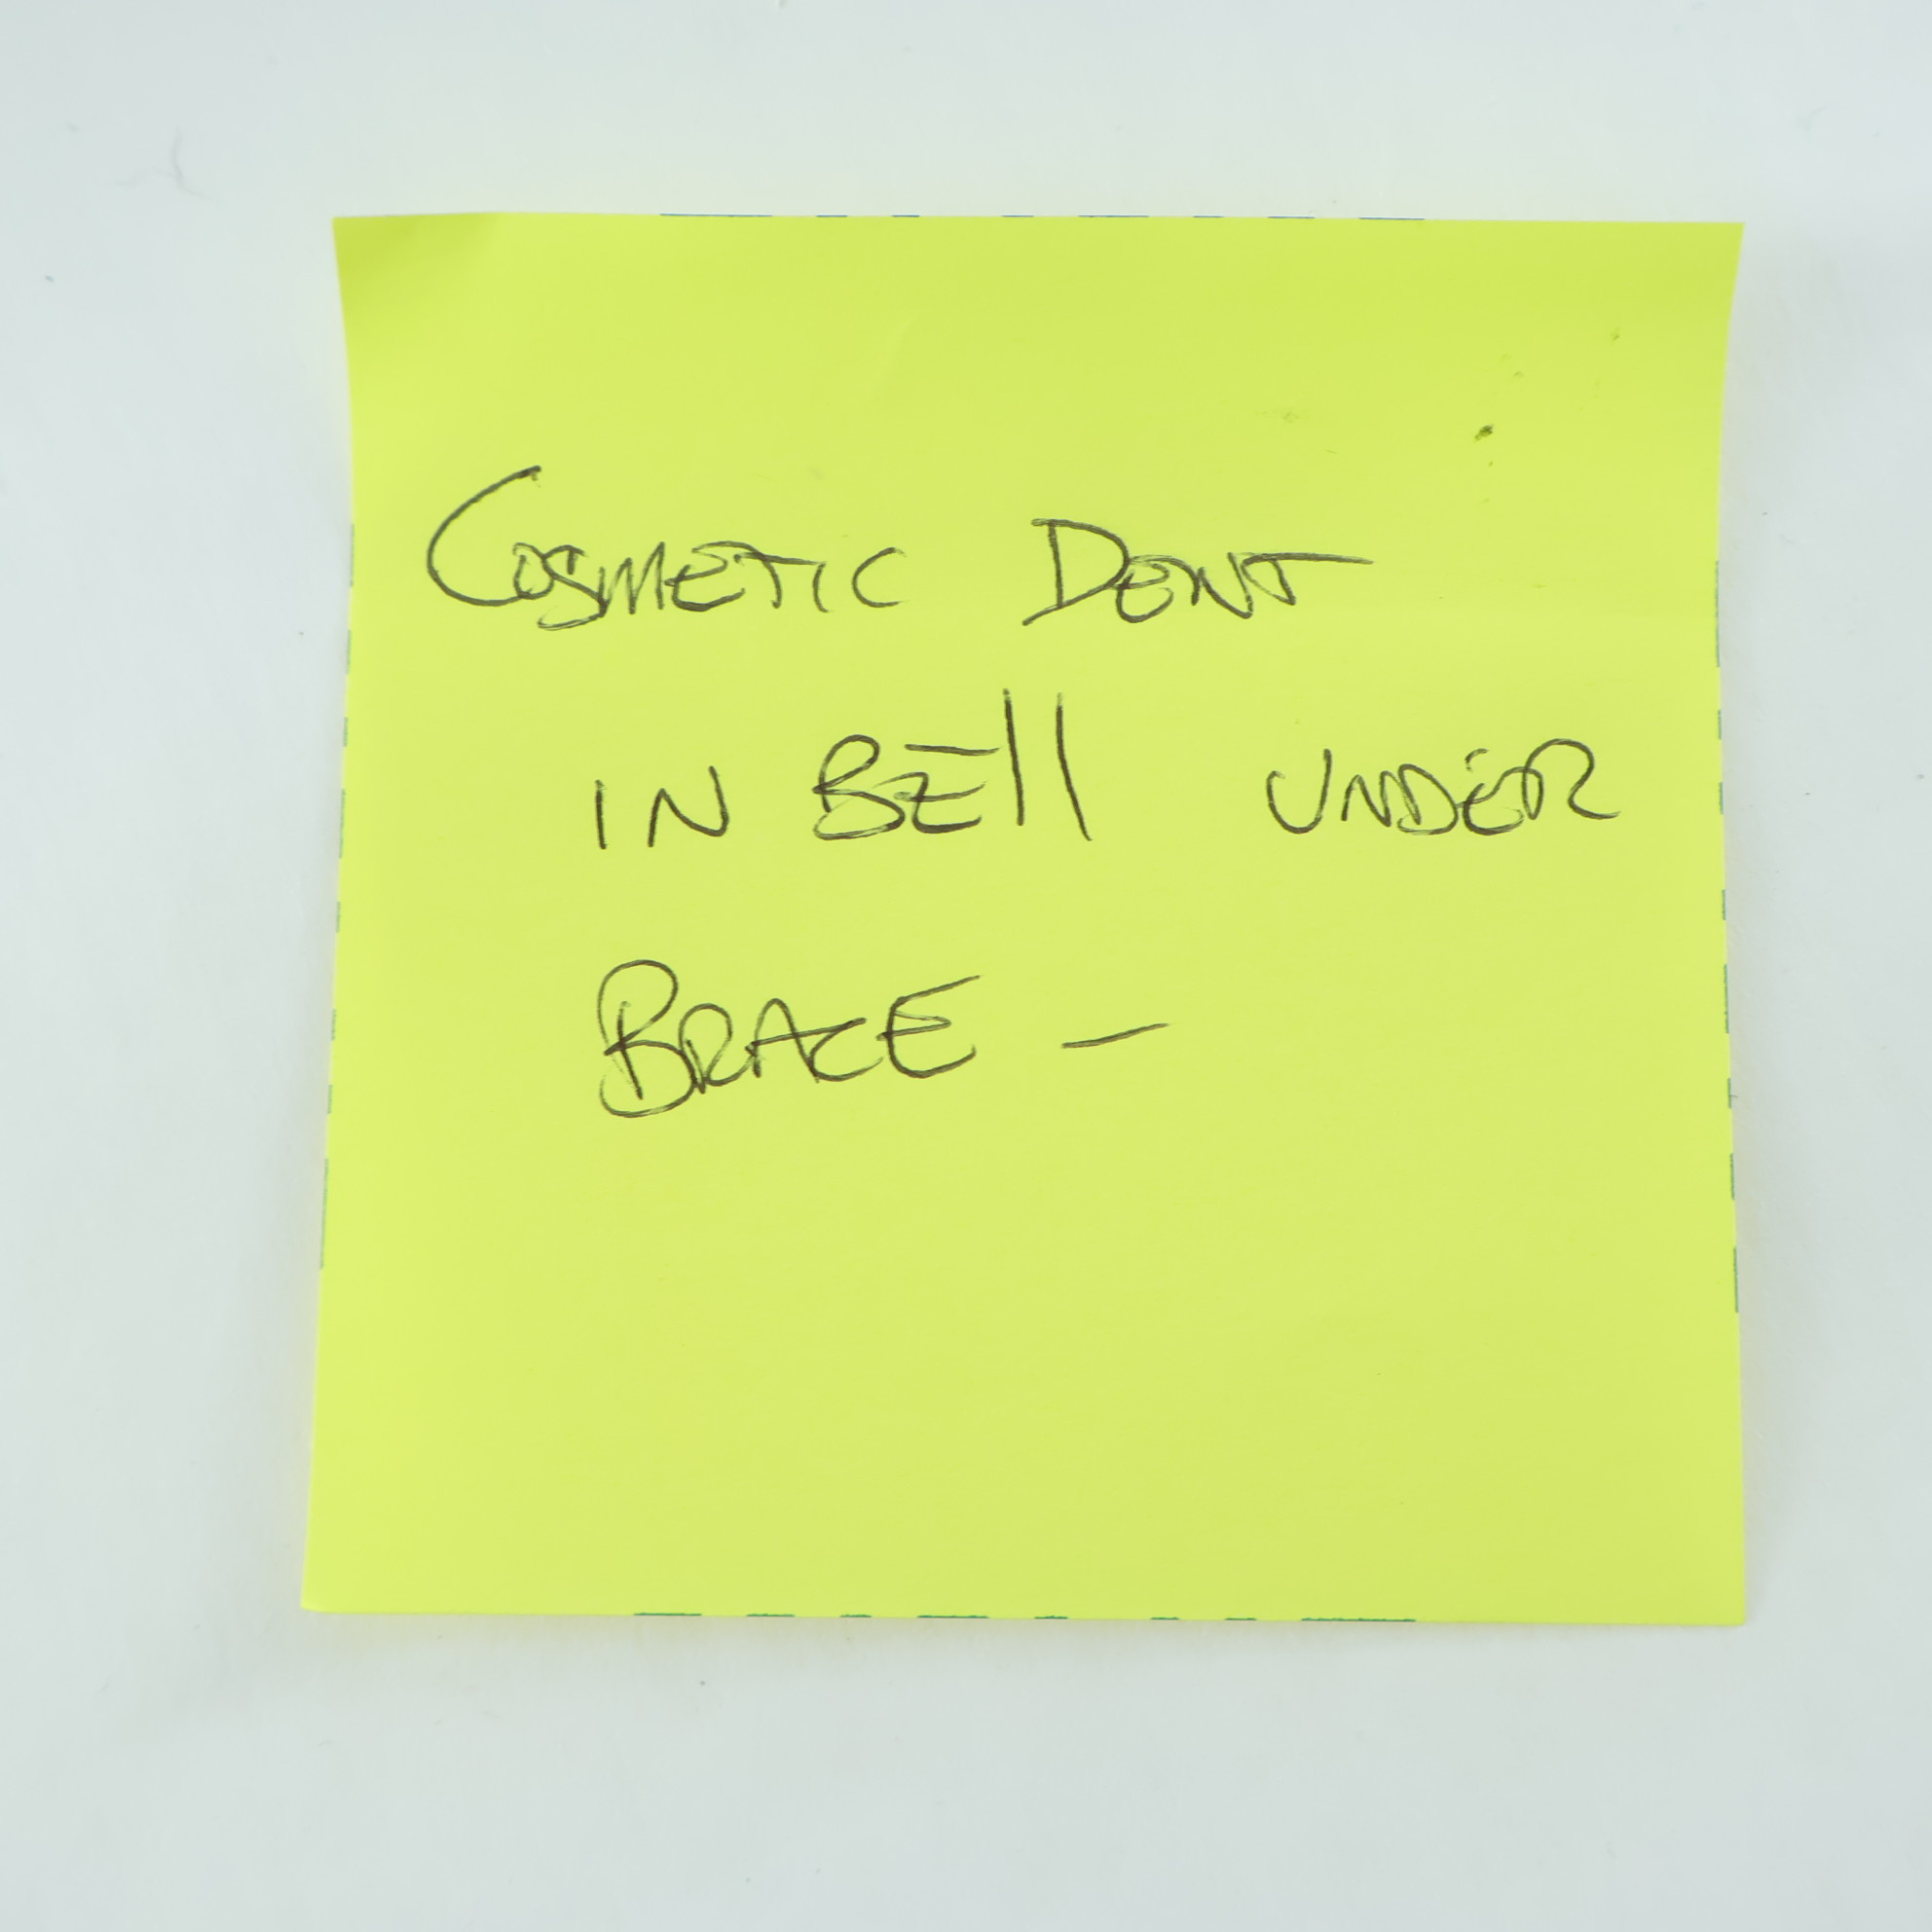 COSMETIC DENT
IN BEll UNDER
BRACE —